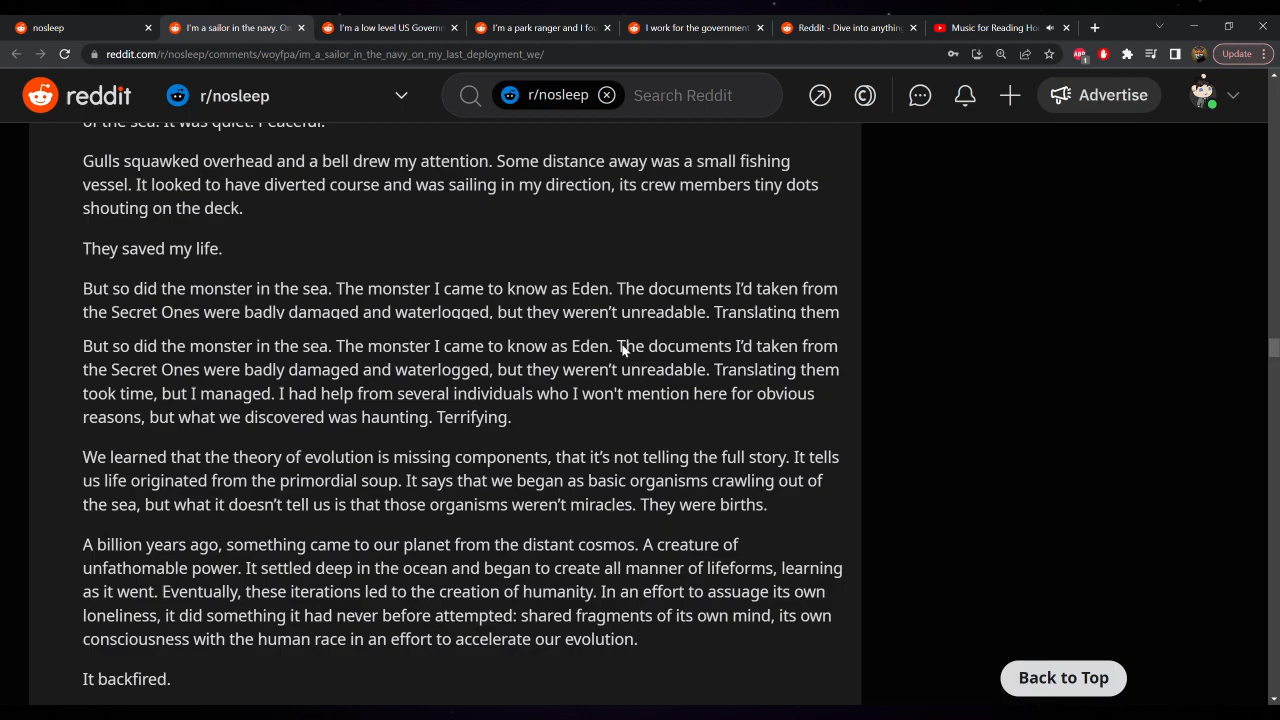 nosleep
I'm a sailor in the navy. On
I'm a low level US Governm
I'm a park ranger and I fou
I work for the government
Reddit - Dive into anything
Music for Reading Ho
reddit.com/r/nosleep/comments/woyfpa/im_a_sailor_in_the_navy_on_my_last_deployment_we/
ABP
1
Update
reddit
r/nosleep
r/nosleep
Search Reddit
Advertise
of the sea. It was quiet. Peaceful.
Gulls squawked overhead and a bell drew my attention. Some distance away was a small fishing
vessel. It looked to have diverted course and was sailing in my direction, its crew members tiny dots
shouting on the deck.
They saved my life.
But so did the monster in the sea. The monster I came to know as Eden. The documents I’d taken from
the Secret Ones were badly damaged and waterlogged, but they weren’t unreadable. Translating them
But so did the monster in the sea. The monster I came to know as Eden. The documents I’d taken from
the Secret Ones were badly damaged and waterlogged, but they weren’t unreadable. Translating them
took time, but I managed. I had help from several individuals who I won't mention here for obvious
reasons, but what we discovered was haunting. Terrifying.
We learned that the theory of evolution is missing components, that it’s not telling the full story. It tells
us life originated from the primordial soup. It says that we began as basic organisms crawling out of
the sea, but what it doesn’t tell us is that those organisms weren’t miracles. They were births.
A billion years ago, something came to our planet from the distant cosmos. A creature of
unfathomable power. It settled deep in the ocean and began to create all manner of lifeforms, learning
as it went. Eventually, these iterations led to the creation of humanity. In an effort to assuage its own
loneliness, it did something it had never before attempted: shared fragments of its own mind, its own
consciousness with the human race in an effort to accelerate our evolution.
It backfired.
Back to Top